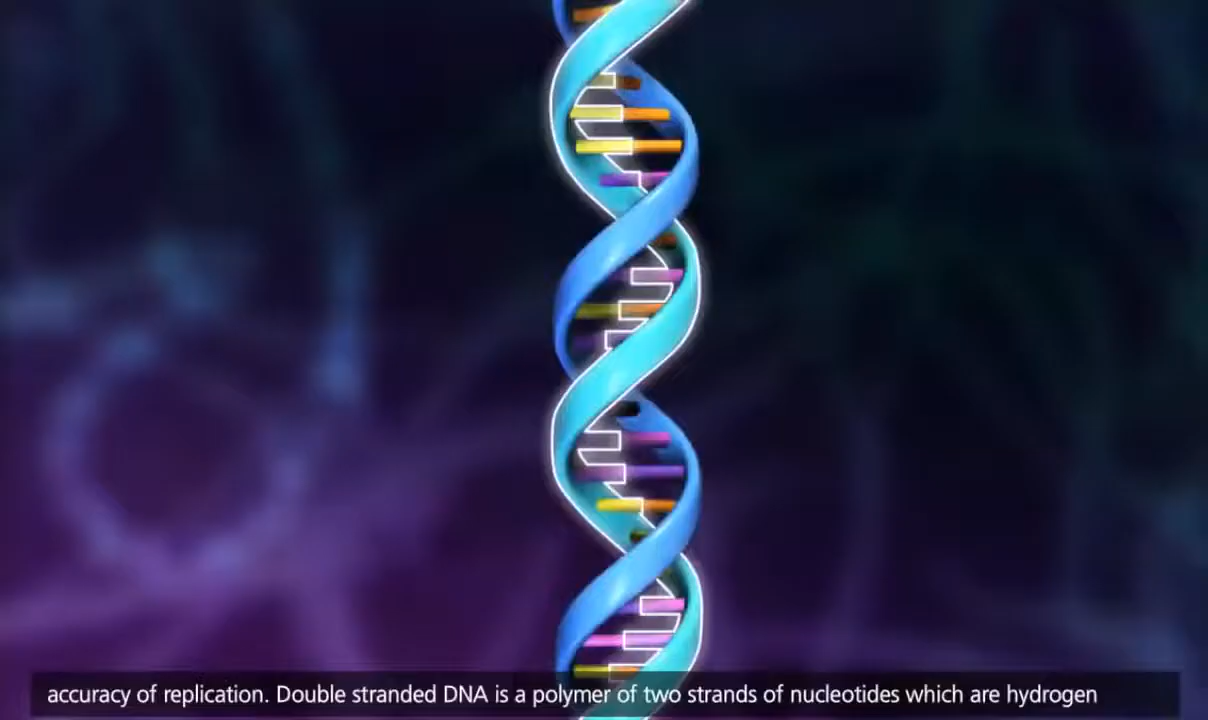 accuracy of replication. Double stranded DNA is a polymer of two strands of nucleotides which are hydrogen